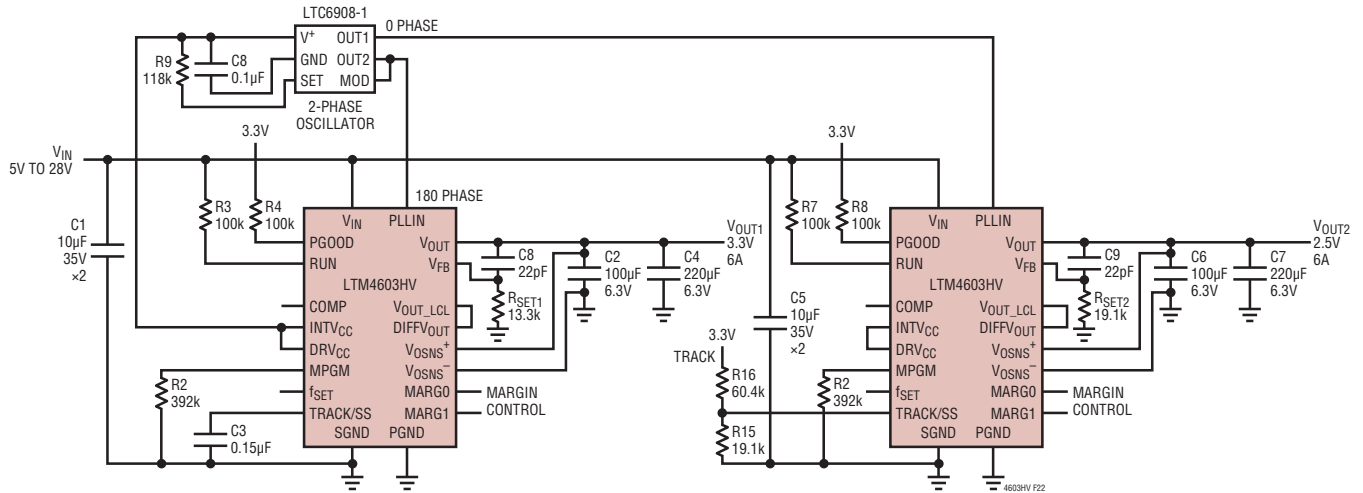 LTC6908-1
0 PHASE
V+
OUT1
GND
OUT2
SET
MOD
R9
118k
C8
0.1µF
2-PHASE
OSCILLATOR
3.3V
3.3V
VIN
5V TO 28V
180 PHASE
C1
10µF
35V
×2
R3
100k
R4
100k
VIN
PLLIN
PGOOD
RUN
LTM4603HV
COMP
INTVCC
DRVCC
MPGM
fSET
TRACK/SS
SGND
PGND
VOUT
VFB
VOUT_LCL
DIFFVOUT
VOSNS+
VOSNS−
MARG0
MARG1
R2
392k
C3
0.15µF
C8
22pF
RSET1
13.3k
C2
100µF
6.3V
C4
220µF
6.3V
VOUT1
3.3V
6A
MARGIN
CONTROL
C5
10µF
35V
×2
R7
100k
R8
100k
3.3V
TRACK
R16
60.4k
R15
19.1k
R2
392k
VIN
PLLIN
PGOOD
RUN
LTM4603HV
COMP
INTVCC
DRVCC
MPGM
fSET
TRACK/SS
SGND
PGND
VOUT
VFB
VOUT_LCL
DIFFVOUT
VOSNS+
VOSNS−
MARG0
MARG1
C9
22pF
RSET2
19.1k
C6
100µF
6.3V
C7
220µF
6.3V
VOUT2
2.5V
6A
MARGIN
CONTROL
4603HV F22